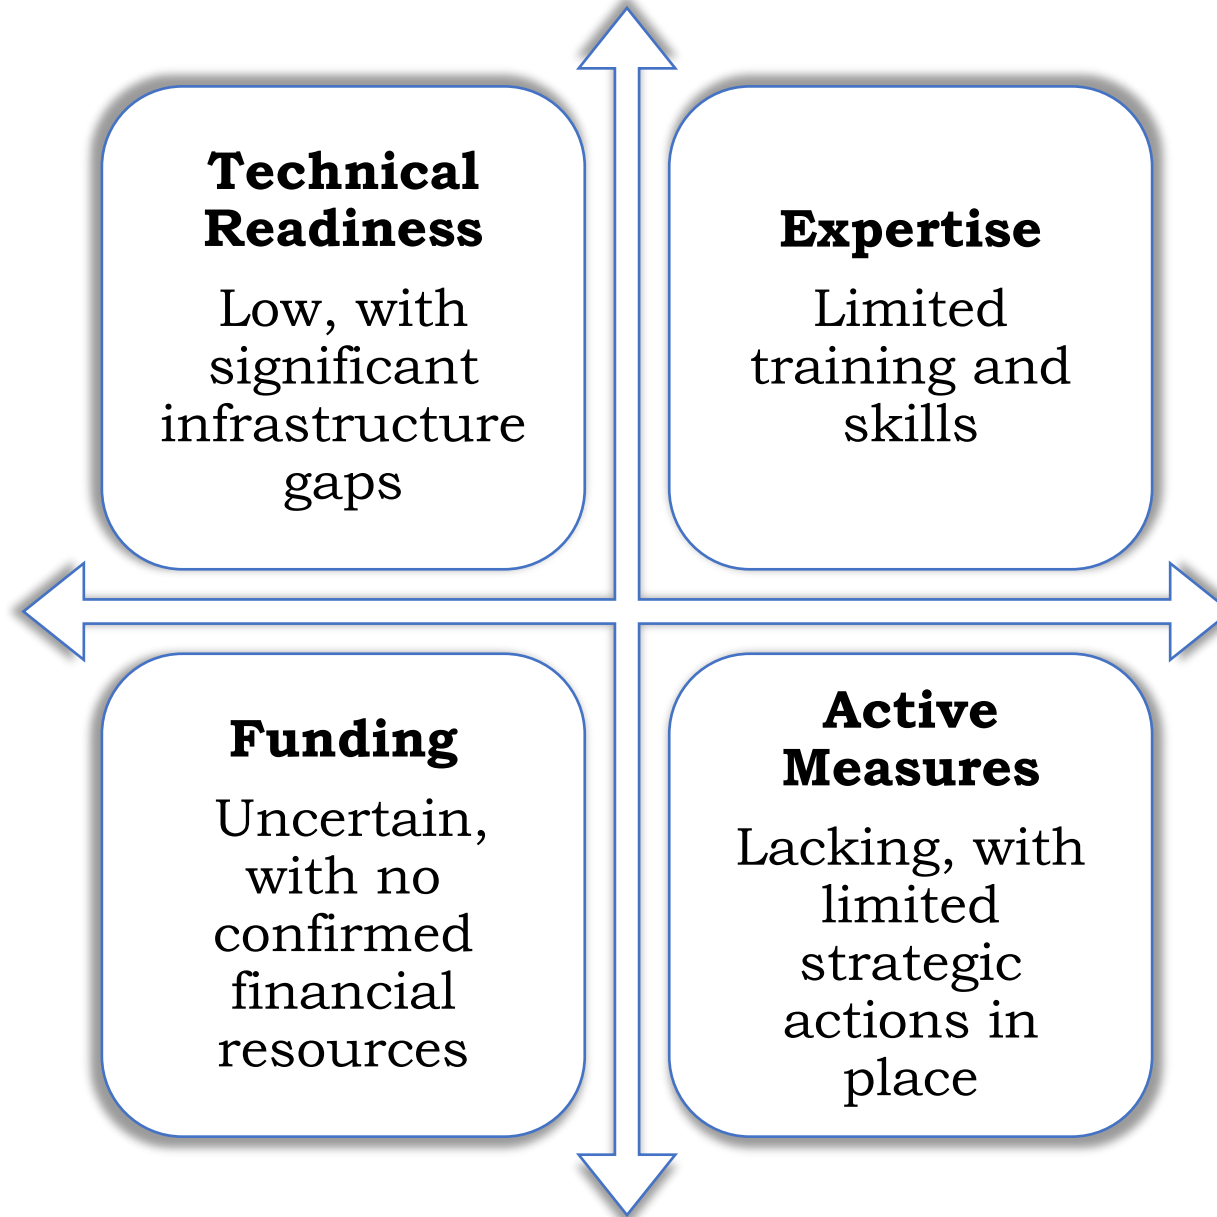 Technical
Readiness
Low, with
significant
infrastructure
gaps
Expertise
Limited
training and
skills
Funding
Uncertain,
with no
confirmed
financial
resources
Active
Measures
Lacking, with
limited
strategic
actions in
place